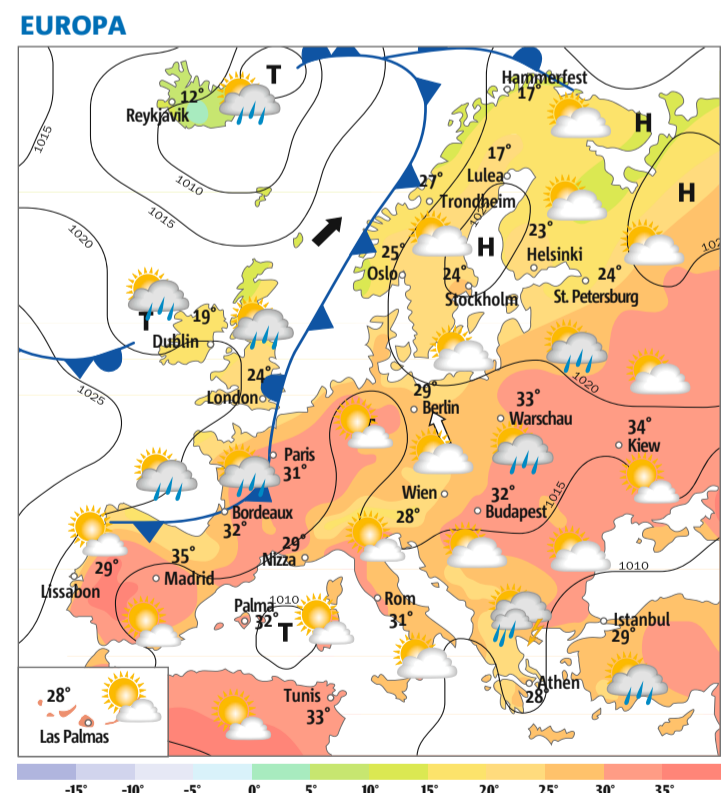 EUROPA
T
Hammerfest
17°
12°
Reykjavik
H
1015
17°
Lulea
1010
27°
Trondheim
H
1015
1020
25°
Oslo
H
23°
Helsinki
24°
Stockholm
24°
St. Petersburg
T
19°
Dublin
24°
London
1025
1020
29°
Berlin
33°
Warschau
34°
Kiew
Paris
31°
Wien
28°
32°
Budapest
1015
Bordeaux
32°
29°
Nizza
35°
Madrid
29°
Lissabon
1010
Palma
32°
1010
T
Rom
31°
Istanbul
29°
Athen
28°
28°
Las Palmas
Tunis
33°
-15° -10° -5° 0° 5° 10° 15° 20° 25° 30° 35°